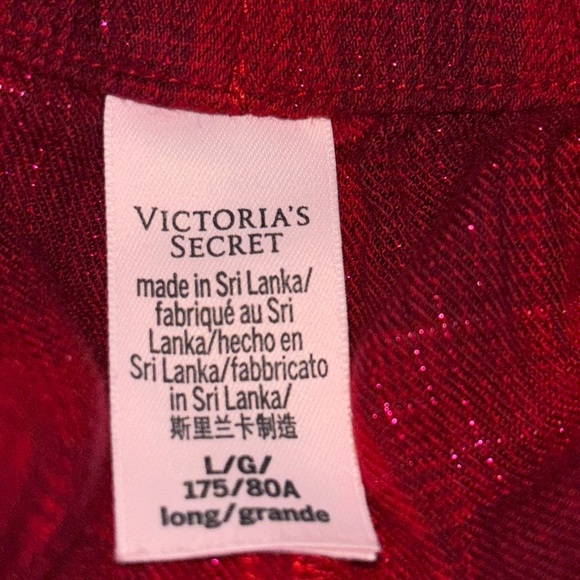 VICTORIA'S
SECRET
made in Sri Lanka/
fabriqué au Sri
Lanka/hecho en
Sri Lanka/fabbricato
in Sri Lanka/
斯里兰卡制造
L/G/
175/80A
long/grande